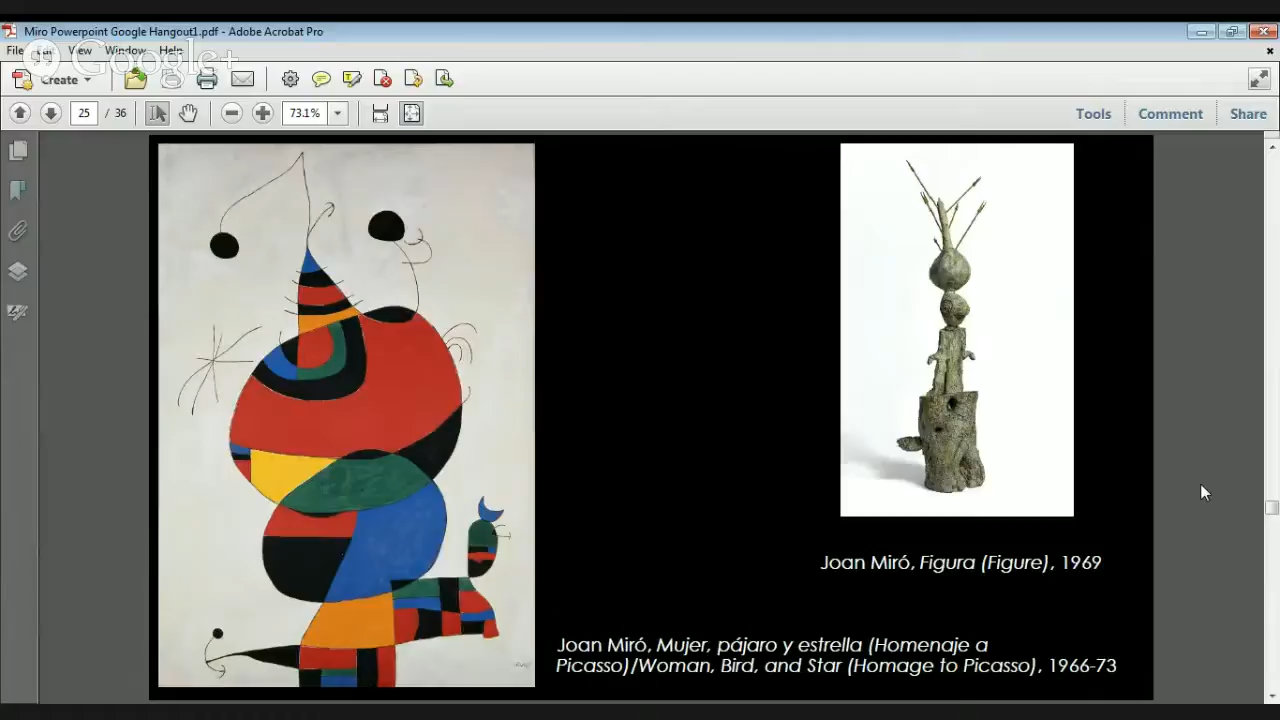 Miro Powerpoint Google Hangout1.pdf - Adobe Acrobat Pro
File Edit View Window Help
Google+
Create
25 / 36 73.1% Tools Comment Share
Joan Miró, Figura (Figure), 1969
Joan Miró, Mujer, pájaro y estrella (Homenaje a
Picasso)/Woman, Bird, and Star (Homage to Picasso), 1966-73